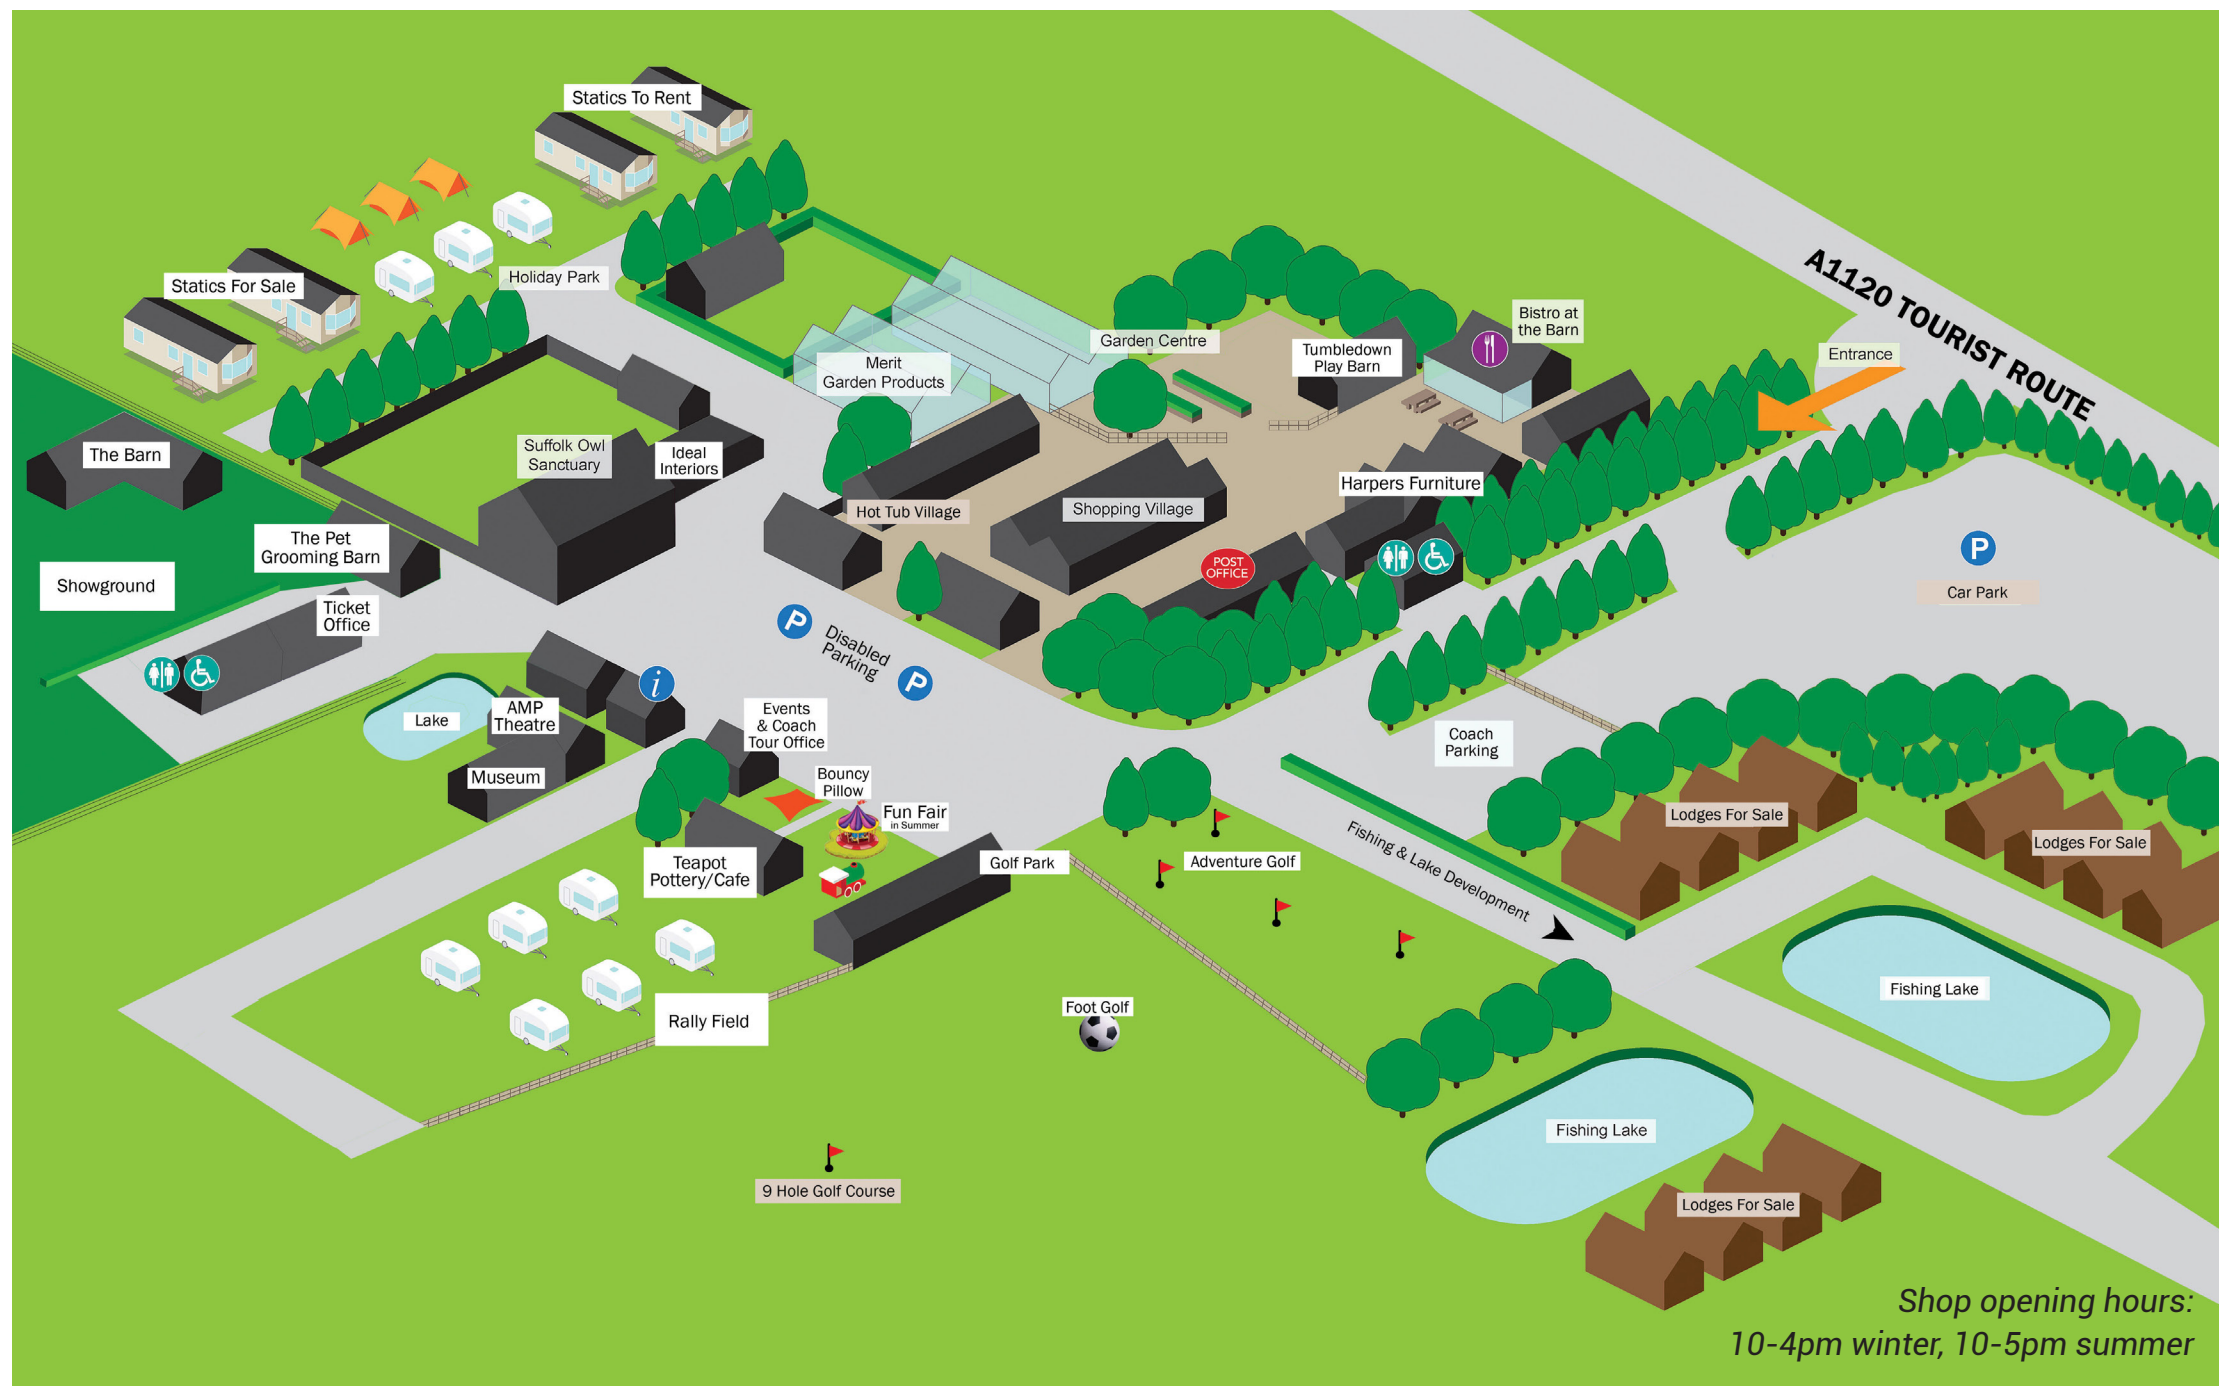 Statics To Rent
Holiday Park
Statics For Sale
A1120 TOURIST ROUTE
Bistro at
the Barn
Garden Centre
Tumbledown
Play Barn
Entrance
Merit
Garden Products
The Barn
Suffolk Owl
Sanctuary
Ideal
Interiors
Harpers Furniture
Hot Tub Village
Shopping Village
The Pet
Grooming Barn
POST
OFFICE
P
Car Park
Showground
Ticket
Office
P
Disabled
Parking
P
i
Lake
AMP
Theatre
Events
& Coach
Tour Office
Coach
Parking
Museum
Bouncy
Pillow
Fun Fair
in Summer
Lodges For Sale
Lodges For Sale
Teapot
Pottery/Cafe
Golf Park
Adventure Golf
Fishing & Lake Development
Fishing Lake
Foot Golf
Rally Field
Fishing Lake
9 Hole Golf Course
Lodges For Sale
Shop opening hours:
10-4pm winter, 10-5pm summer